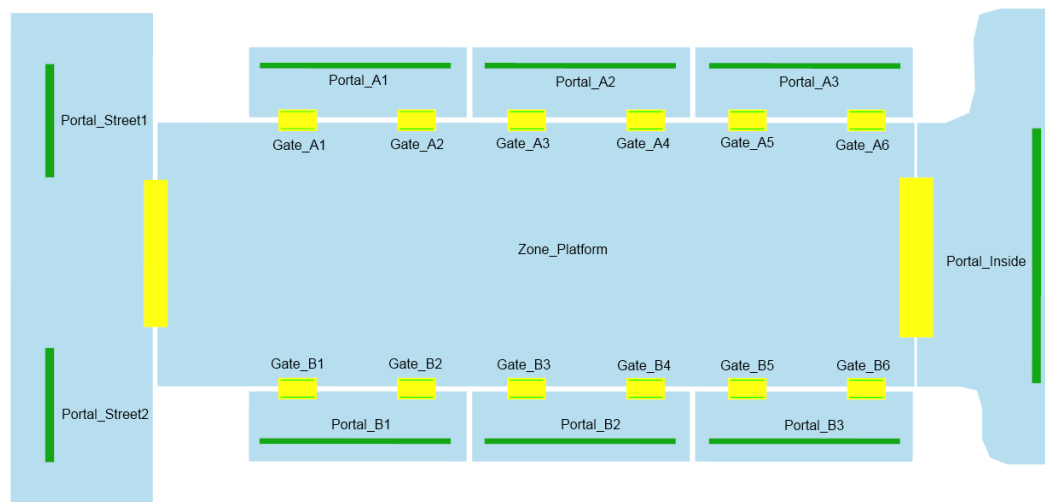 Portal_A1
Portal_A2
Portal_A3
Portal_Street1
Gate_A1
Gate_A2
Gate_A3
Gate_A4
Gate_A5
Gate_A6
Zone_Platform
Portal_Inside
Gate_B1
Gate_B2
Gate_B3
Gate_B4
Gate_B5
Gate_B6
Portal_Street2
Portal_B1
Portal_B2
Portal_B3